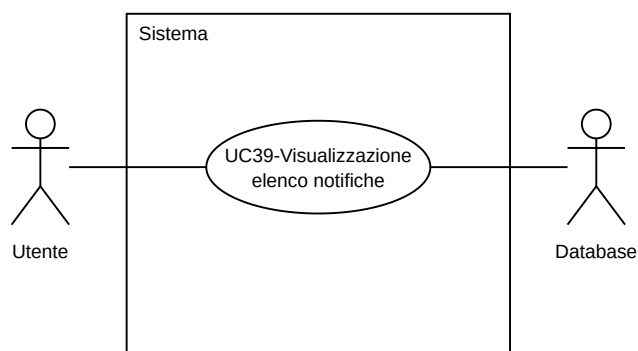 Sistema
UC39-Visualizzazione
elenco notifiche
Utente
Database